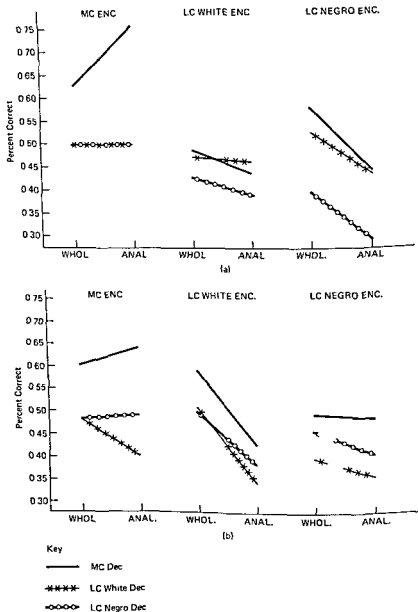 MC ENC LC WHITE ENC LC NEGRO ENC.
0 75
0 70
0 65
0 60
0 55
0 50
0 45
0 40
0 35
0 30
Percent Correct
WHOL ANAL WHOL ANAL WHOL. ANAL
(a)
MC ENC LC WHITE ENC. LC NEGRO ENC.
0 75
0 70
0 65
0 60
0 55
0 50
0 45
0 40
0 35
0 30
Percent Correct
WHOL ANAL. WHOL. ANAL. WHOL. ANAL.
(b)
Key
MC Dec
LC White Dec
LC Negro Dec